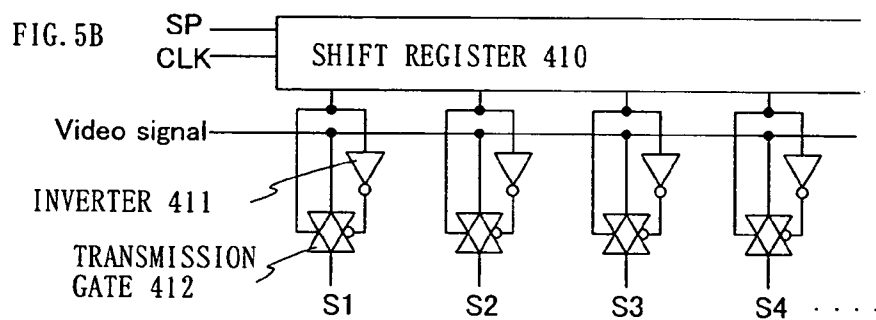 FIG.5B
SP
CLK
SHIFT REGISTER 410
Video signal
INVERTER 411
TRANSMISSION
GATE 412
S1 S2 S3 S4 ....